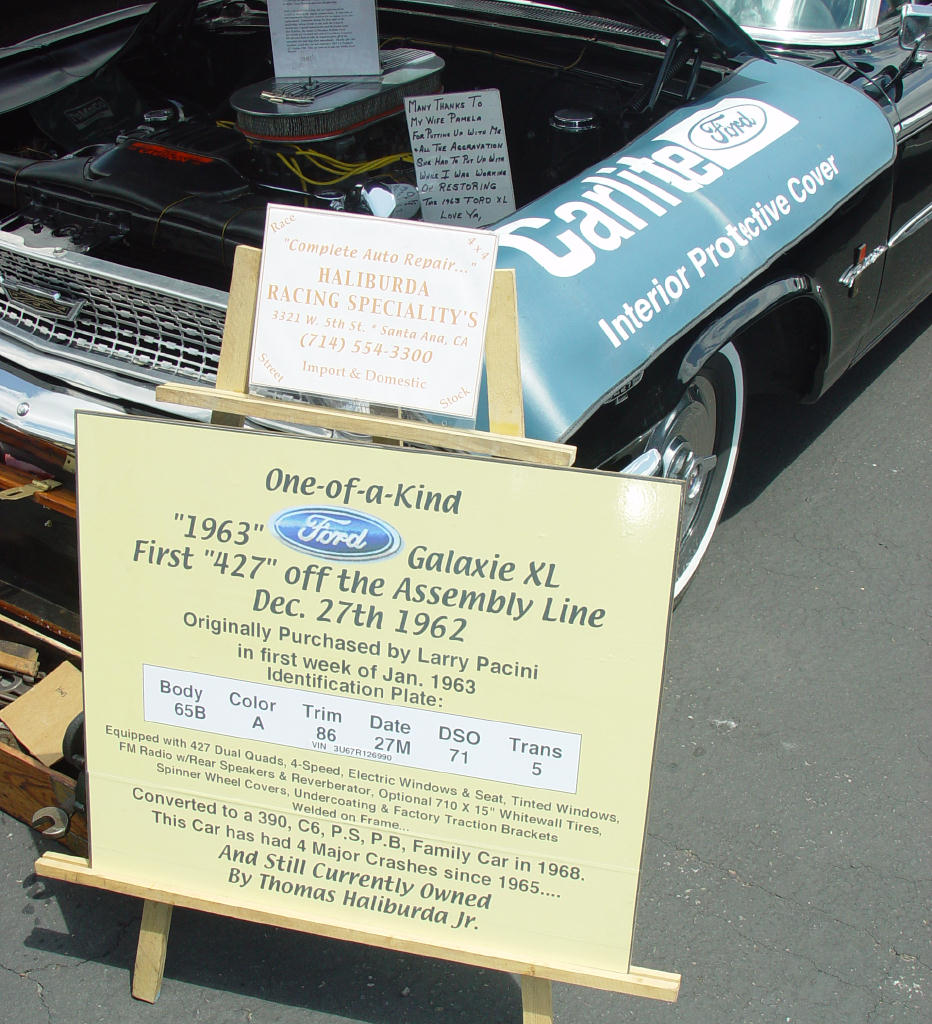 MANY THANKS TO
MY WIFE PAMELA
FOR PUTTING UP WITH ME
+ ALL THE AGGRAVATION
SHE HAD TO PUT UP WITH
WHILE I WAS WORKING
ON RESTORING
THE 1963 FORD XL
LOVE YA,
Carlite Ford
Interior Protective Cover
Race
4x4
"Complete Auto Repair..."
HALIBURDA
RACING SPECIALITY'S
3321 W. 5th St. * Santa Ana, CA
(714) 554-3300
Import & Domestic
Street
Stock
One-of-a-Kind
"1963" Ford Galaxie XL
First "427" off the Assembly Line
Dec. 27th 1962
Originally Purchased by Larry Pacini
in first week of Jan. 1963
Identification Plate:
Body Color Trim Date DSO Trans
65B A 86 27M 71 5
VIN 3U67R126990
Equipped with 427 Dual Quads, 4-Speed, Electric Windows & Seat, Tinted Windows,
FM Radio w/Rear Speakers & Reverberator, Optional 710 X 15" Whitewall Tires,
Spinner Wheel Covers, Undercoating & Factory Traction Brackets
Welded on Frame...
Converted to a 390, C6, P.S, P.B, Family Car in 1968.
This Car has had 4 Major Crashes since 1965....
And Still Currently Owned
By Thomas Haliburda Jr.